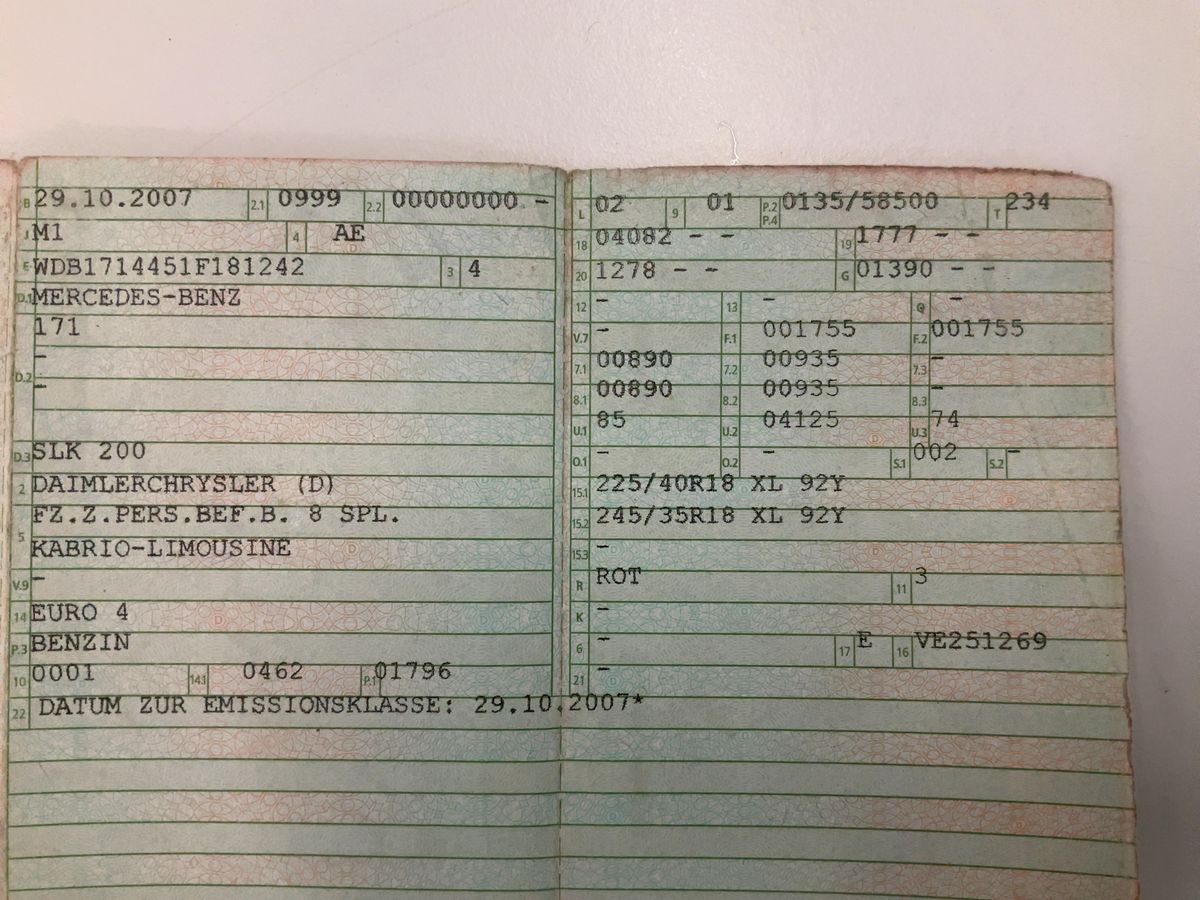 B 29.10.2007 2.1 0999 2.2 00000000 -
J M1 4 AE
E WDB1714451F181242 3 4
D.1 MERCEDES-BENZ
171
D.2 -
-
D.3 SLK 200
2 DAIMLERCHRYSLER (D)
5 FZ.Z.PERS.BEF.B. 8 SPL.
KABRIO-LIMOUSINE
V.9 -
14 EURO 4
P.3 BENZIN
10 0001 14.1 0462 P.1 01796
22 DATUM ZUR EMISSIONSKLASSE: 29.10.2007*
L 02 9 01 P.2 P.4 0135/58500 T 234
18 04082 - - 19 1777 - -
20 1278 - - G 01390 - -
12 - 13 - Q -
V.7 - F.1 001755 F.2 001755
7.1 00890 7.2 00935 7.3 -
8.1 00890 8.2 00935 8.3 -
U.1 85 U.2 04125 U.3 74
O.1 - O.2 - S.1 002 S.2 -
15.1 225/40R18 XL 92Y
15.2 245/35R18 XL 92Y
15.3 -
R ROT 11 3
K -
6 - 17 E 16 VE251269
21 -